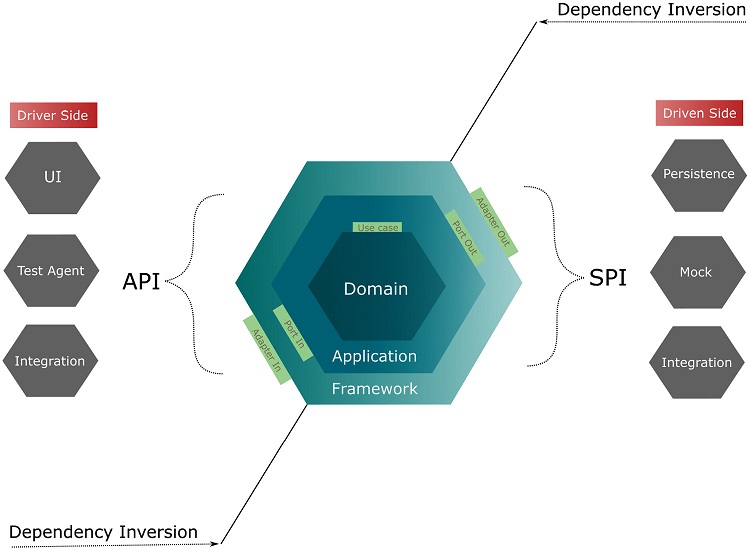 Dependency Inversion
Driver Side
Driven Side
UI
Persistence
Test Agent
Mock
Integration
Integration
API
SPI
Use case
Adapter Out
Port Out
Domain
Port In
Adapter In
Application
Framework
Dependency Inversion